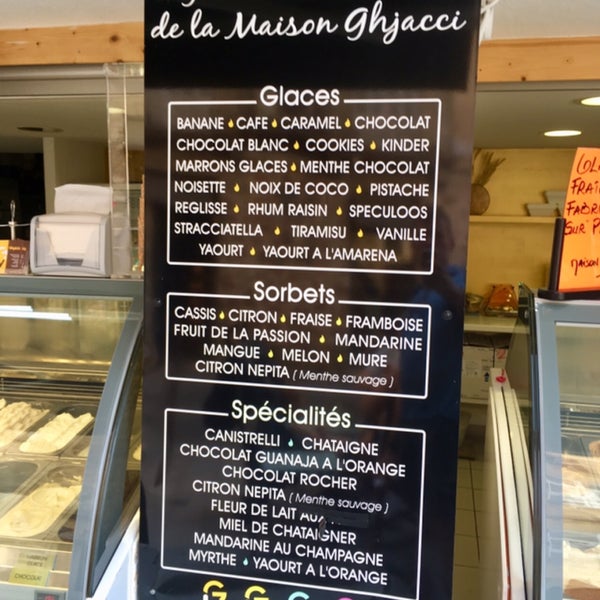 de la Maison Ghjacci
Glaces
BANANE CAFE CARAMEL CHOCOLAT
CHOCOLAT BLANC COOKIES KINDER
MARRONS GLACES MENTHE CHOCOLAT
NOISETTE NOIX DE COCO PISTACHE
REGLISSE RHUM RAISIN SPECULOOS
STRACCIATELLA TIRAMISU VANILLE
YAOURT YAOURT A L'AMARENA
Sorbets
CASSIS CITRON FRAISE FRAMBOISE
FRUIT DE LA PASSION MANDARINE
MANGUE MELON MURE
CITRON NEPITA (Menthe sauvage)
Spécialités
CANISTRELLI CHATAIGNE
CHOCOLAT GUANAJA A L'ORANGE
CHOCOLAT ROCHER
CITRON NEPITA (Menthe sauvage)
FLEUR DE LAIT
MIEL DE CHATAIGNER
MANDARINE AU CHAMPAGNE
MYRTHE YAOURT A L'ORANGE
SUR
MAISON